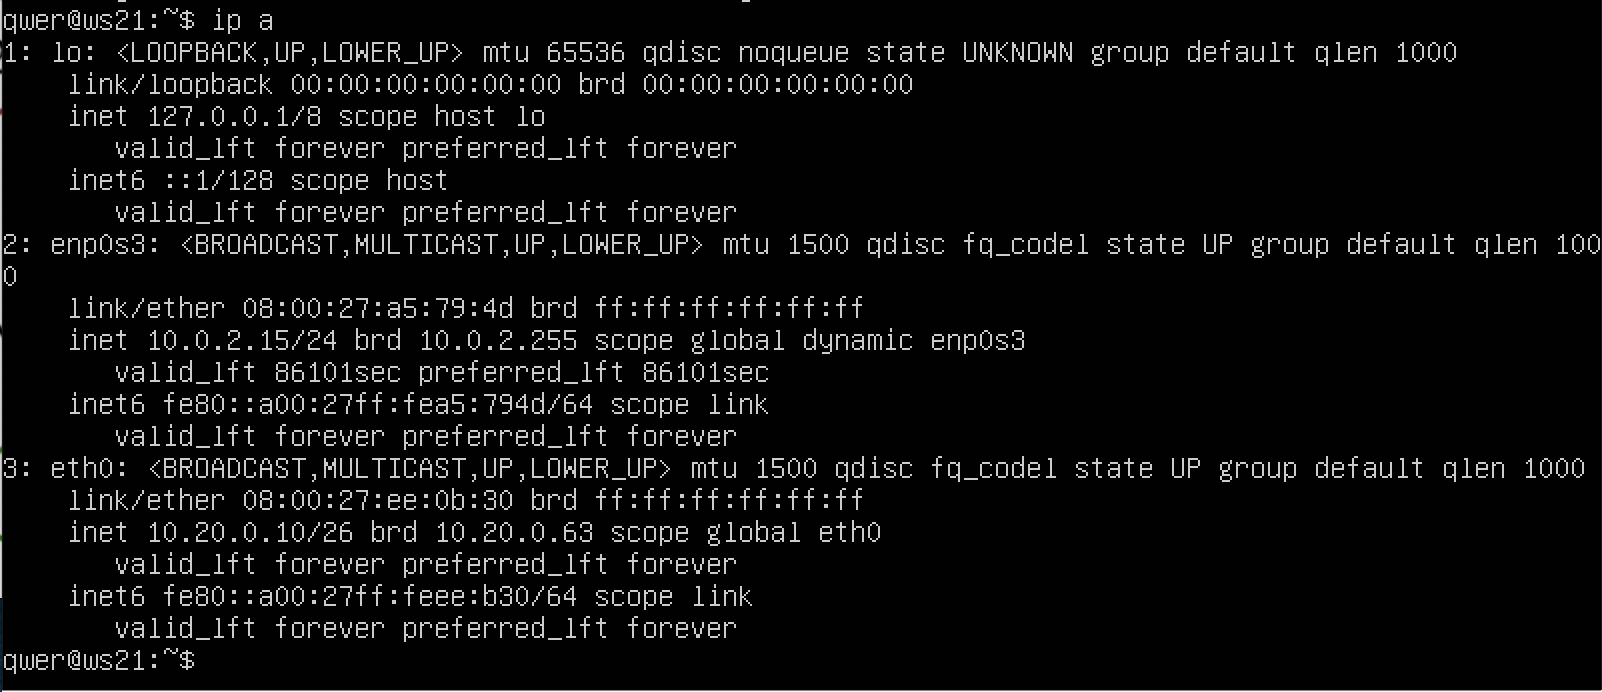 qwer@ws21:~$ ip a
1: lo: <LOOPBACK,UP,LOWER_UP> mtu 65536 qdisc noqueue state UNKNOWN group default qlen 1000
    link/loopback 00:00:00:00:00:00 brd 00:00:00:00:00:00
    inet 127.0.0.1/8 scope host lo
       valid_lft forever preferred_lft forever
    inet6 ::1/128 scope host
       valid_lft forever preferred_lft forever
2: enp0s3: <BROADCAST,MULTICAST,UP,LOWER_UP> mtu 1500 qdisc fq_codel state UP group default qlen 100
0
    link/ether 08:00:27:a5:79:4d brd ff:ff:ff:ff:ff:ff
    inet 10.0.2.15/24 brd 10.0.2.255 scope global dynamic enp0s3
       valid_lft 86101sec preferred_lft 86101sec
    inet6 fe80::a00:27ff:fea5:794d/64 scope link
       valid_lft forever preferred_lft forever
3: eth0: <BROADCAST,MULTICAST,UP,LOWER_UP> mtu 1500 qdisc fq_codel state UP group default qlen 1000
    link/ether 08:00:27:ee:0b:30 brd ff:ff:ff:ff:ff:ff
    inet 10.20.0.10/26 brd 10.20.0.63 scope global eth0
       valid_lft forever preferred_lft forever
    inet6 fe80::a00:27ff:feee:b30/64 scope link
       valid_lft forever preferred_lft forever
qwer@ws21:~$